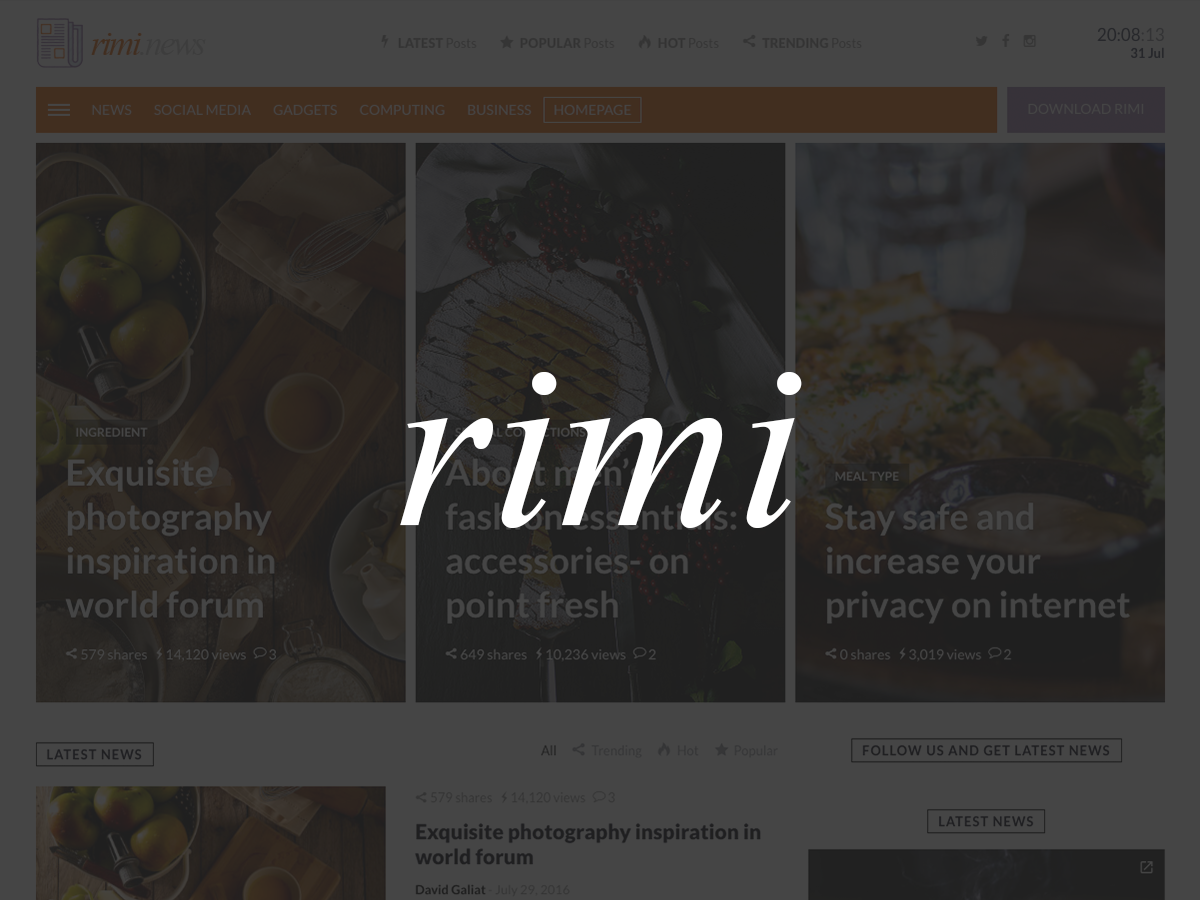 rimi.news
LATEST Posts
POPULAR Posts
HOT Posts
TRENDING Posts
20:08:13
31 Jul
NEWS
SOCIAL MEDIA
GADGETS
COMPUTING
BUSINESS
HOMEPAGE
DOWNLOAD RIMI
INGREDIENT
Exquisite
photography
inspiration in
world forum
579 shares 14,120 views 3
About men's
fashion essentials:
accessories- on
point fresh
649 shares 10,236 views 2
MEAL TYPE
Stay safe and
increase your
privacy on internet
0 shares 3,019 views 2
rimi
LATEST NEWS
All Trending Hot Popular
579 shares 14,120 views 3
Exquisite photography inspiration in
world forum
David Galiat - July 29, 2016
FOLLOW US AND GET LATEST NEWS
LATEST NEWS